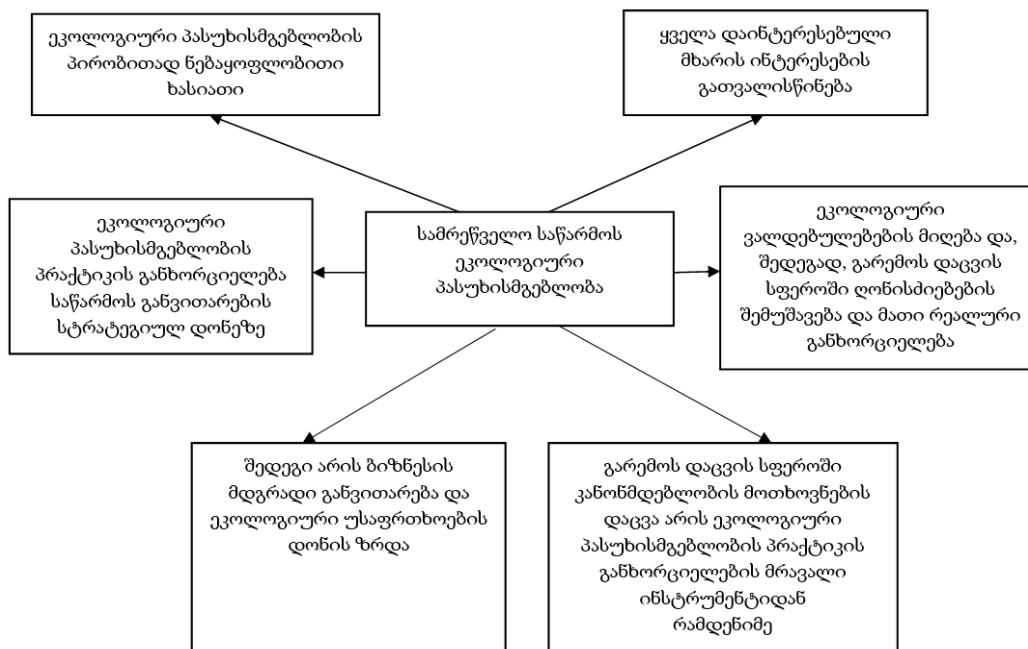 ეკოლოგიური პასუხისმგებლობის
პირობითად ნებაყოფლობითი
ხასიათი
ყველა დაინტერესებული
მხარის ინტერესების
გათვალისწინება
ეკოლოგიური
პასუხისმგებლობის
პრაქტიკის განხორციელება
საწარმოს განვითარების
სტრატეგიულ დონეზე
სამრეწველო საწარმოს
ეკოლოგიური
პასუხისმგებლობა
ეკოლოგიური
ვალდებულებების მიღება და,
შედეგად, გარემოს დაცვის
სფეროში ღონისძიებების
შემუშავება და მათი რეალური
განხორციელება
შედეგი არის ბიზნესის
მდგრადი განვითარება და
ეკოლოგიური უსაფრთხოების
დონის ზრდა
გარემოს დაცვის სფეროში
კანონმდებლობის მოთხოვნების
დაცვა არის ეკოლოგიური
პასუხისმგებლობის პრაქტიკის
განხორციელების მრავალი
ინსტრუმენტიდან
რამდენიმე